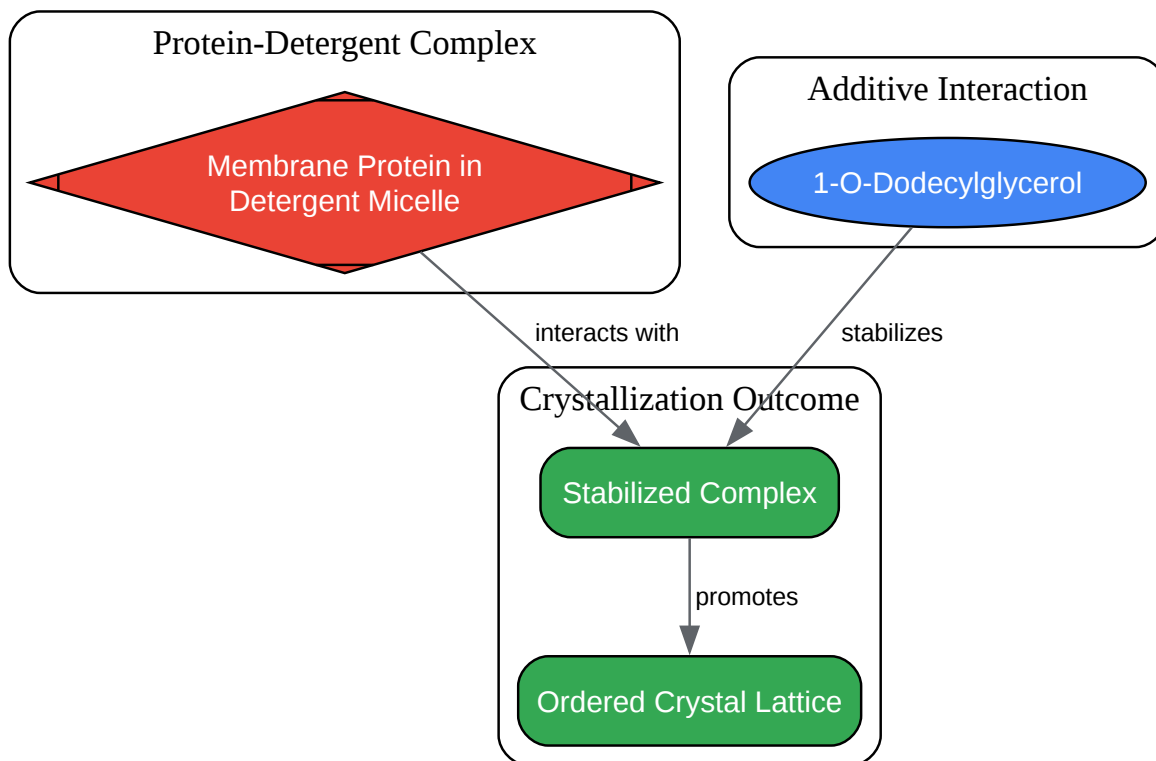 Protein-Detergent Complex
Additive Interaction
Membrane Protein in
Detergent Micelle
1-O-Dodecylglycerol
interacts with
stabilizes
Crystallization Outcome
Stabilized Complex
promotes
Ordered Crystal Lattice